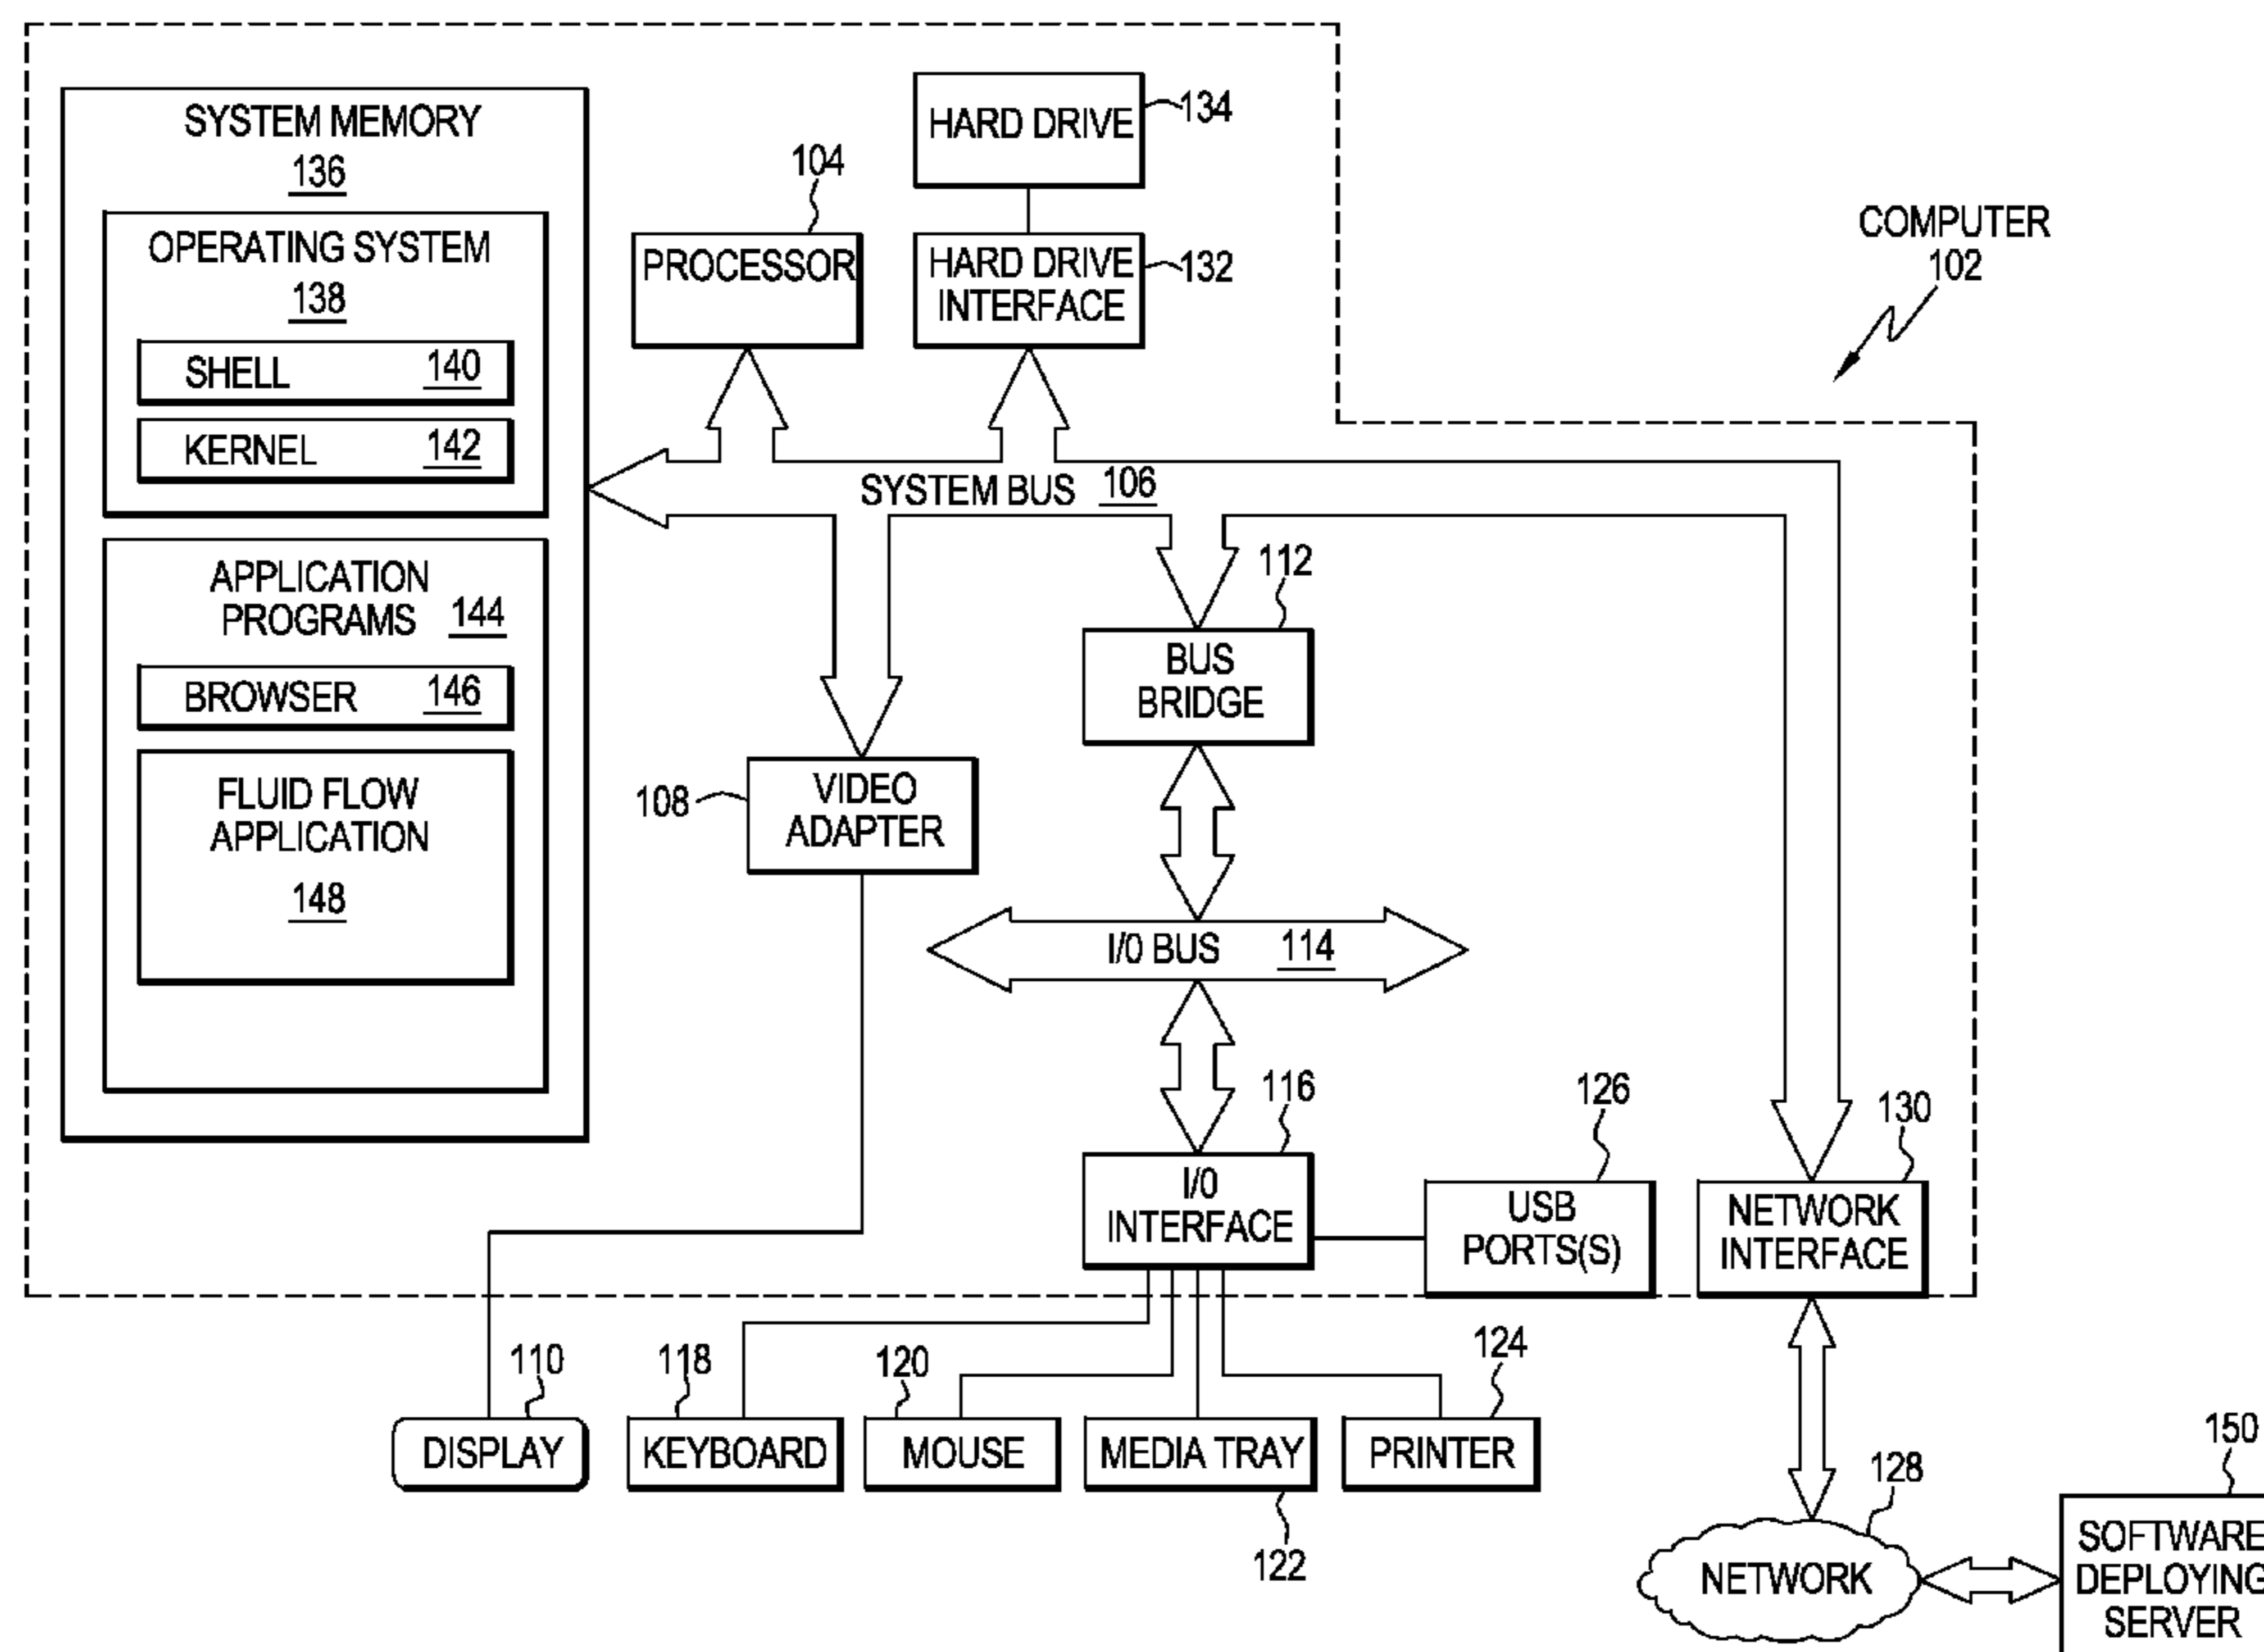 SYSTEM MEMORY
136
OPERATING SYSTEM
138
SHELL 140
KERNEL 142
APPLICATION
PROGRAMS 144
BROWSER 146
FLUID FLOW
APPLICATION
148
HARD DRIVE
134
104
PROCESSOR
HARD DRIVE
INTERFACE
132
COMPUTER
102
SYSTEM BUS 106
112
BUS
BRIDGE
108
VIDEO
ADAPTER
I/O BUS 114
116
I/O
INTERFACE
126
USB
PORTS(S)
130
NETWORK
INTERFACE
110
DISPLAY
118
KEYBOARD
120
MOUSE
MEDIA TRAY
122
124
PRINTER
128
NETWORK
150
SOFTWARE
DEPLOYING
SERVER